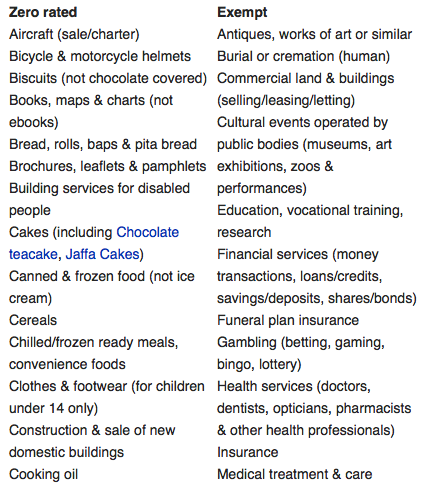 Zero rated
Aircraft (sale/charter)
Bicycle & motorcycle helmets
Biscuits (not chocolate covered)
Books, maps & charts (not
ebooks)
Bread, rolls, baps & pita bread
Brochures, leaflets & pamphlets
Building services for disabled
people
Cakes (including Chocolate
teacake, Jaffa Cakes)
Canned & frozen food (not ice
cream)
Cereals
Chilled/frozen ready meals,
convenience foods
Clothes & footwear (for children
under 14 only)
Construction & sale of new
domestic buildings
Cooking oil
Exempt
Antiques, works of art or similar
Burial or cremation (human)
Commercial land & buildings
(selling/leasing/letting)
Cultural events operated by
public bodies (museums, art
exhibitions, zoos &
performances)
Education, vocational training,
research
Financial services (money
transactions, loans/credits,
savings/deposits, shares/bonds)
Funeral plan insurance
Gambling (betting, gaming,
bingo, lottery)
Health services (doctors,
dentists, opticians, pharmacists
& other health professionals)
Insurance
Medical treatment & care